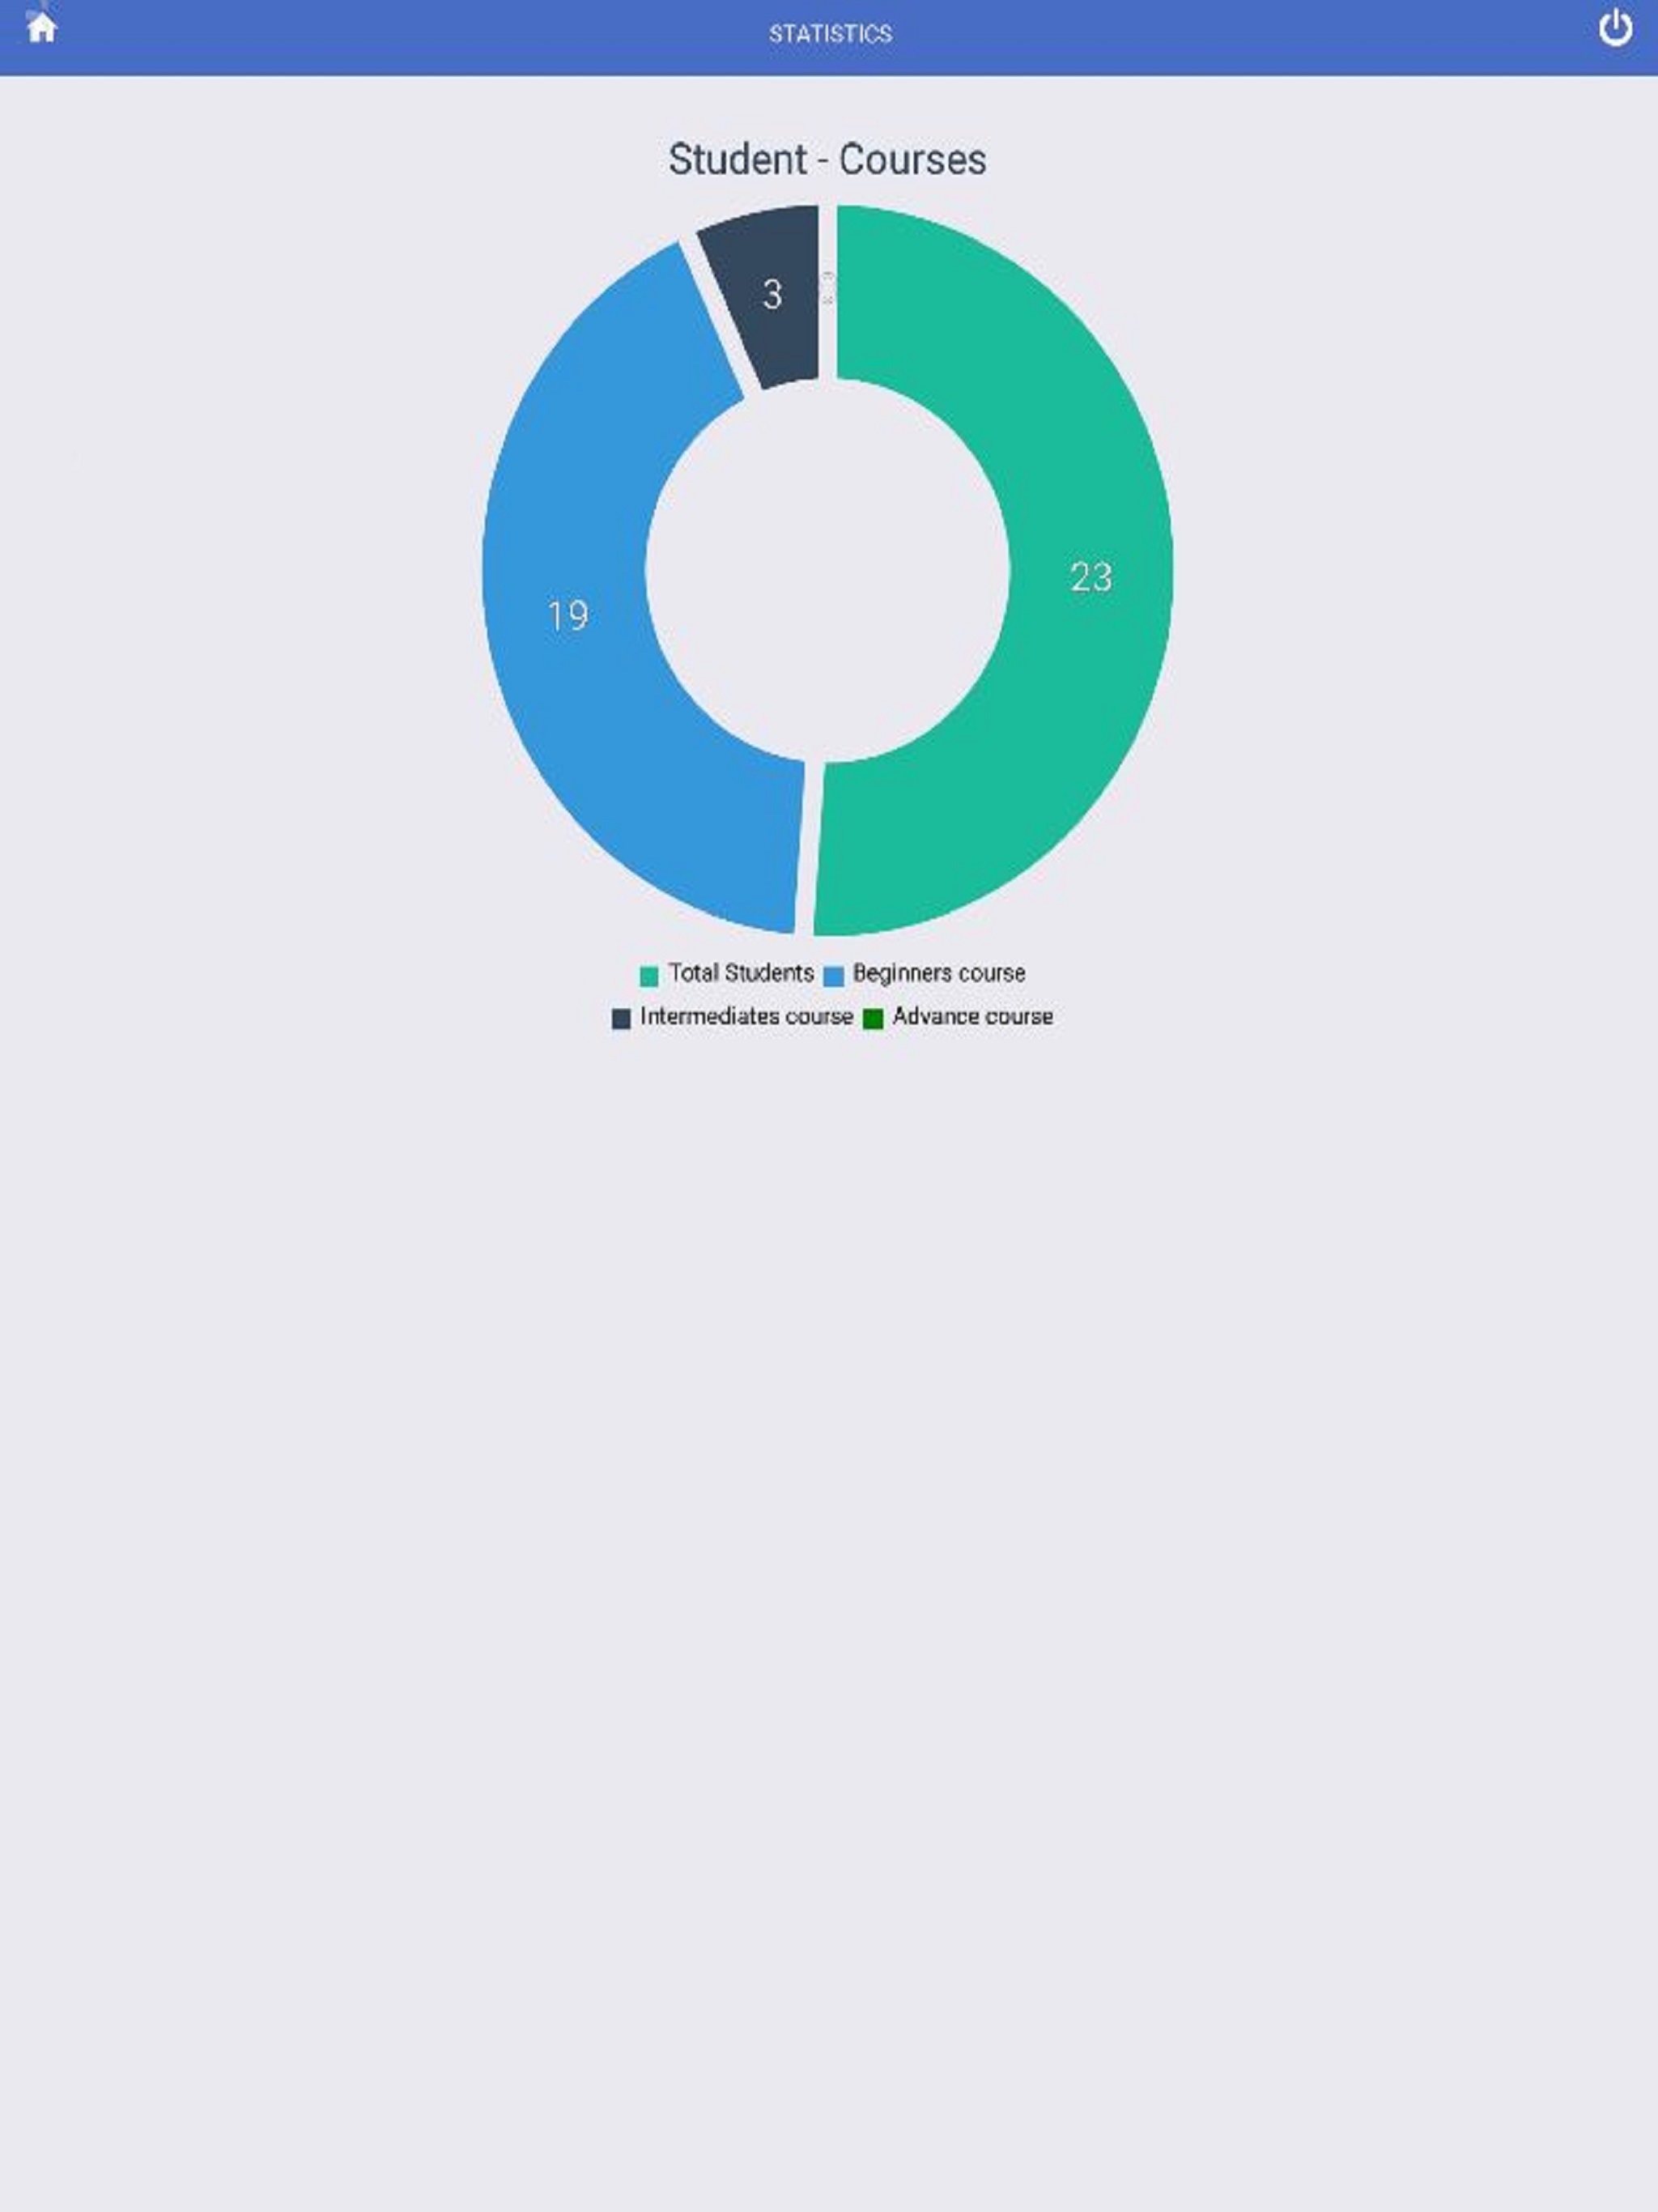 STATISTICS
Student - Courses
3
23
19
Total Students Beginners course
Intermediates course Advance course